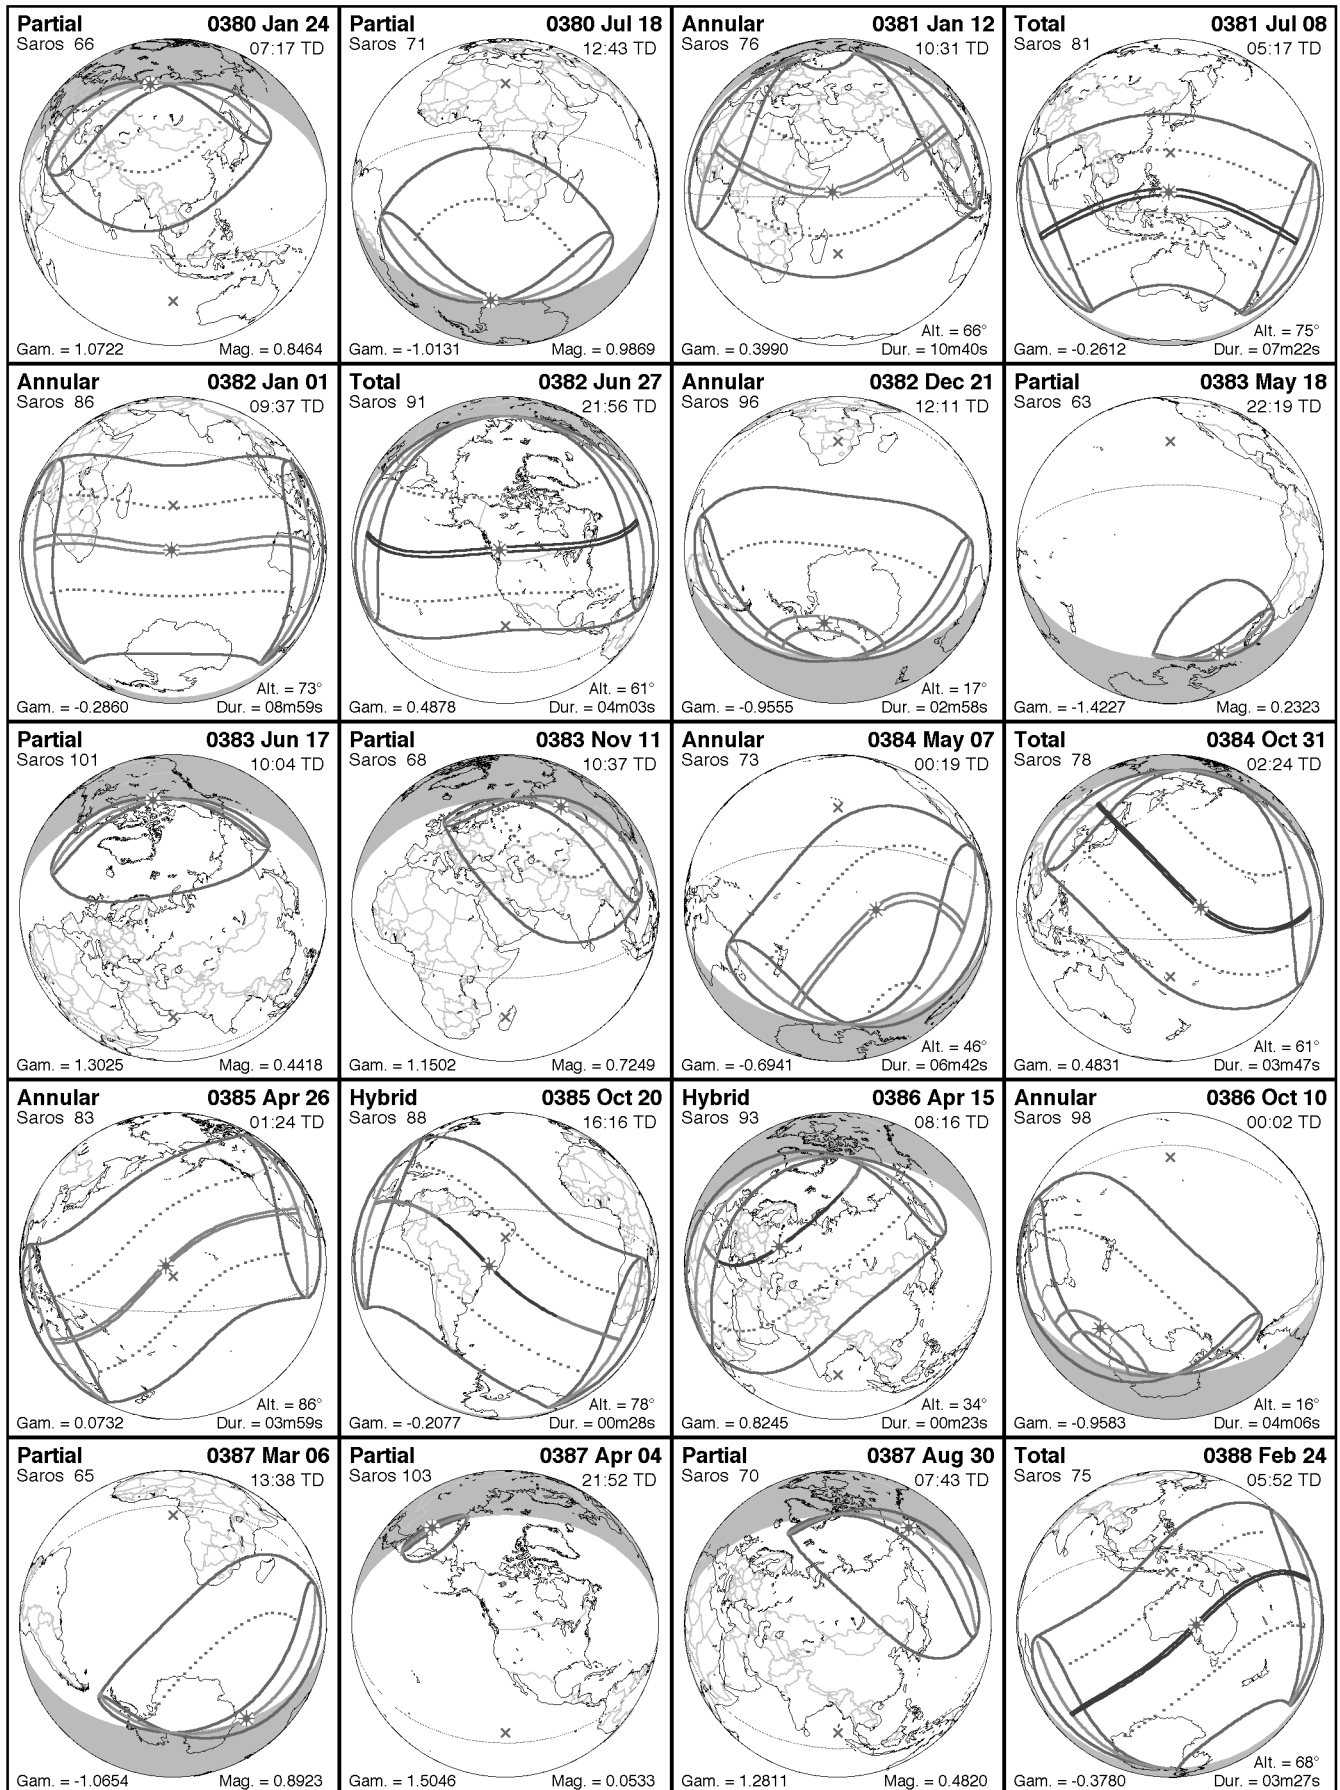 Partial 0380 Jan 24
Saros 66 07:17 TD
Gam. = 1.0722 Mag. = 0.8464
Partial 0380 Jul 18
Saros 71 12:43 TD
Gam. = -1.0131 Mag. = 0.9869
Annular 0381 Jan 12
Saros 76 10:31 TD
Alt. = 66°
Gam. = 0.3990 Dur. = 10m40s
Total 0381 Jul 08
Saros 81 05:17 TD
Alt. = 75°
Gam. = -0.2612 Dur. = 07m22s
Annular 0382 Jan 01
Saros 86 09:37 TD
Alt. = 73°
Gam. = -0.2860 Dur. = 08m59s
Total 0382 Jun 27
Saros 91 21:56 TD
Alt. = 61°
Gam. = 0.4878 Dur. = 04m03s
Annular 0382 Dec 21
Saros 96 12:11 TD
Alt. = 17°
Gam. = -0.9555 Dur. = 02m58s
Partial 0383 May 18
Saros 63 22:19 TD
Gam. = -1.4227 Mag. = 0.2323
Partial 0383 Jun 17
Saros 101 10:04 TD
Gam. = 1.3025 Mag. = 0.4418
Partial 0383 Nov 11
Saros 68 10:37 TD
Gam. = 1.1502 Mag. = 0.7249
Annular 0384 May 07
Saros 73 00:19 TD
Alt. = 46°
Gam. = -0.6941 Dur. = 06m42s
Total 0384 Oct 31
Saros 78 02:24 TD
Alt. = 61°
Gam. = 0.4831 Dur. = 03m47s
Annular 0385 Apr 26
Saros 83 01:24 TD
Alt. = 86°
Gam. = 0.0732 Dur. = 03m59s
Hybrid 0385 Oct 20
Saros 88 16:16 TD
Alt. = 78°
Gam. = -0.2077 Dur. = 00m28s
Hybrid 0386 Apr 15
Saros 93 08:16 TD
Alt. = 34°
Gam. = 0.8245 Dur. = 00m23s
Annular 0386 Oct 10
Saros 98 00:02 TD
Alt. = 16°
Gam. = -0.9583 Dur. = 04m06s
Partial 0387 Mar 06
Saros 65 13:38 TD
Gam. = -1.0654 Mag. = 0.8923
Partial 0387 Apr 04
Saros 103 21:52 TD
Gam. = 1.5046 Mag. = 0.0533
Partial 0387 Aug 30
Saros 70 07:43 TD
Gam. = 1.2811 Mag. = 0.4820
Total 0388 Feb 24
Saros 75 05:52 TD
Alt. = 68°
Gam. = -0.3780 Dur. = 03m27s